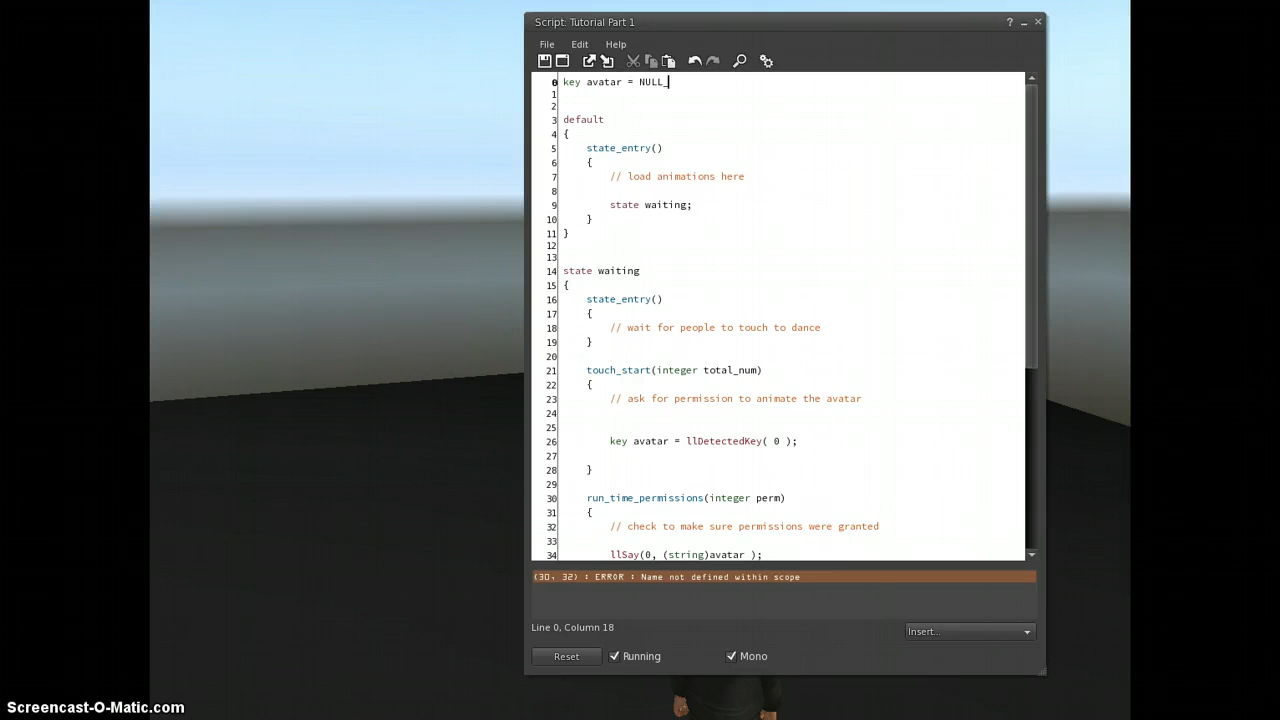 Script: Tutorial Part 1
?
File Edit Help
0 key avatar = NULL_
1
2
3 default
4 {
5 state_entry()
6 {
7 // load animations here
8
9 state waiting;
10 }
11 }
12
13
14 state waiting
15 {
16 state_entry()
17 {
18 // wait for people to touch to dance
19 }
20
21 touch_start(integer total_num)
22 {
23 // ask for permission to animate the avatar
24
25
26 key avatar = llDetectedKey( 0 );
27
28 }
29
30 run_time_permissions(integer perm)
31 {
32 // check to make sure permissions were granted
33
34 llSay(0, (string)avatar );
(30, 32) : ERROR : Name not defined within scope
Line 0, Column 18
Insert...
Reset Running Mono
Screencast-O-Matic.com